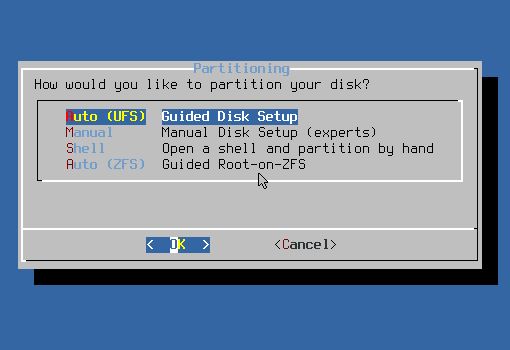 Partitioning
How would you like to partition your disk?
Auto (UFS) Guided Disk Setup
Manual Manual Disk Setup (experts)
Shell Open a shell and partition by hand
Auto (ZFS) Guided Root-on-ZFS
< OK > <Cancel>